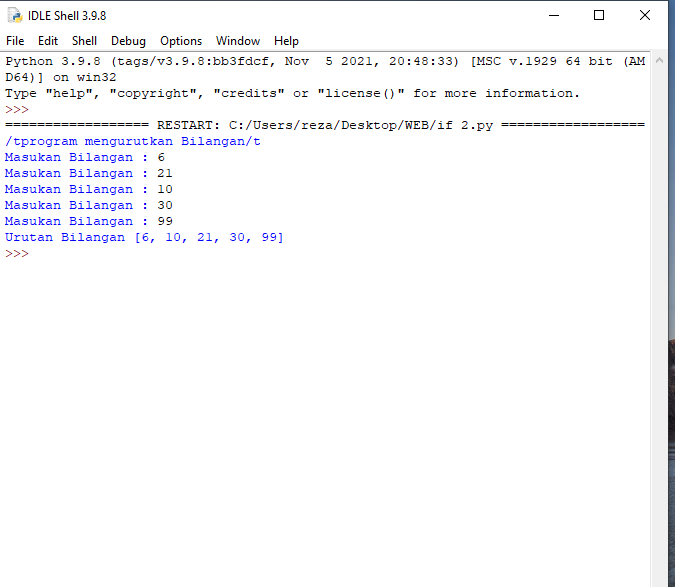 IDLE Shell 3.9.8
File Edit Shell Debug Options Window Help
Python 3.9.8 (tags/v3.9.8:bb3fdcf, Nov  5 2021, 20:48:33) [MSC v.1929 64 bit (AM
D64)] on win32
Type "help", "copyright", "credits" or "license()" for more information.
>>>
================== RESTART: C:/Users/reza/Desktop/WEB/if 2.py ==================
/tprogram mengurutkan Bilangan/t
Masukan Bilangan : 6
Masukan Bilangan : 21
Masukan Bilangan : 10
Masukan Bilangan : 30
Masukan Bilangan : 99
Urutan Bilangan [6, 10, 21, 30, 99]
>>>